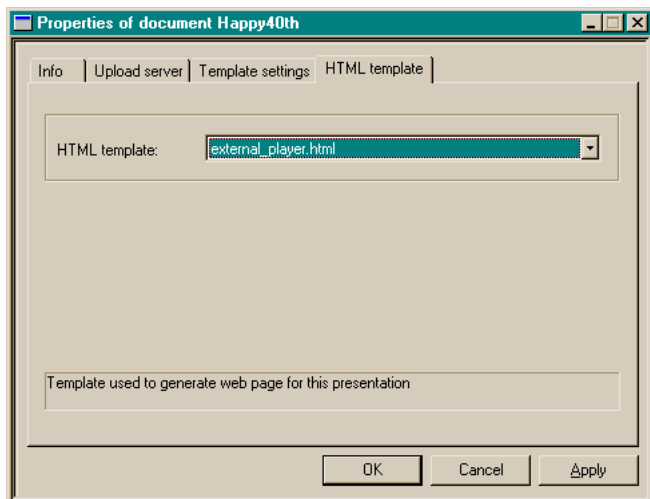 Properties of document Happy40th
Info Upload server Template settings HTML template
HTML template: external_player.html
Template used to generate web page for this presentation
OK Cancel Apply